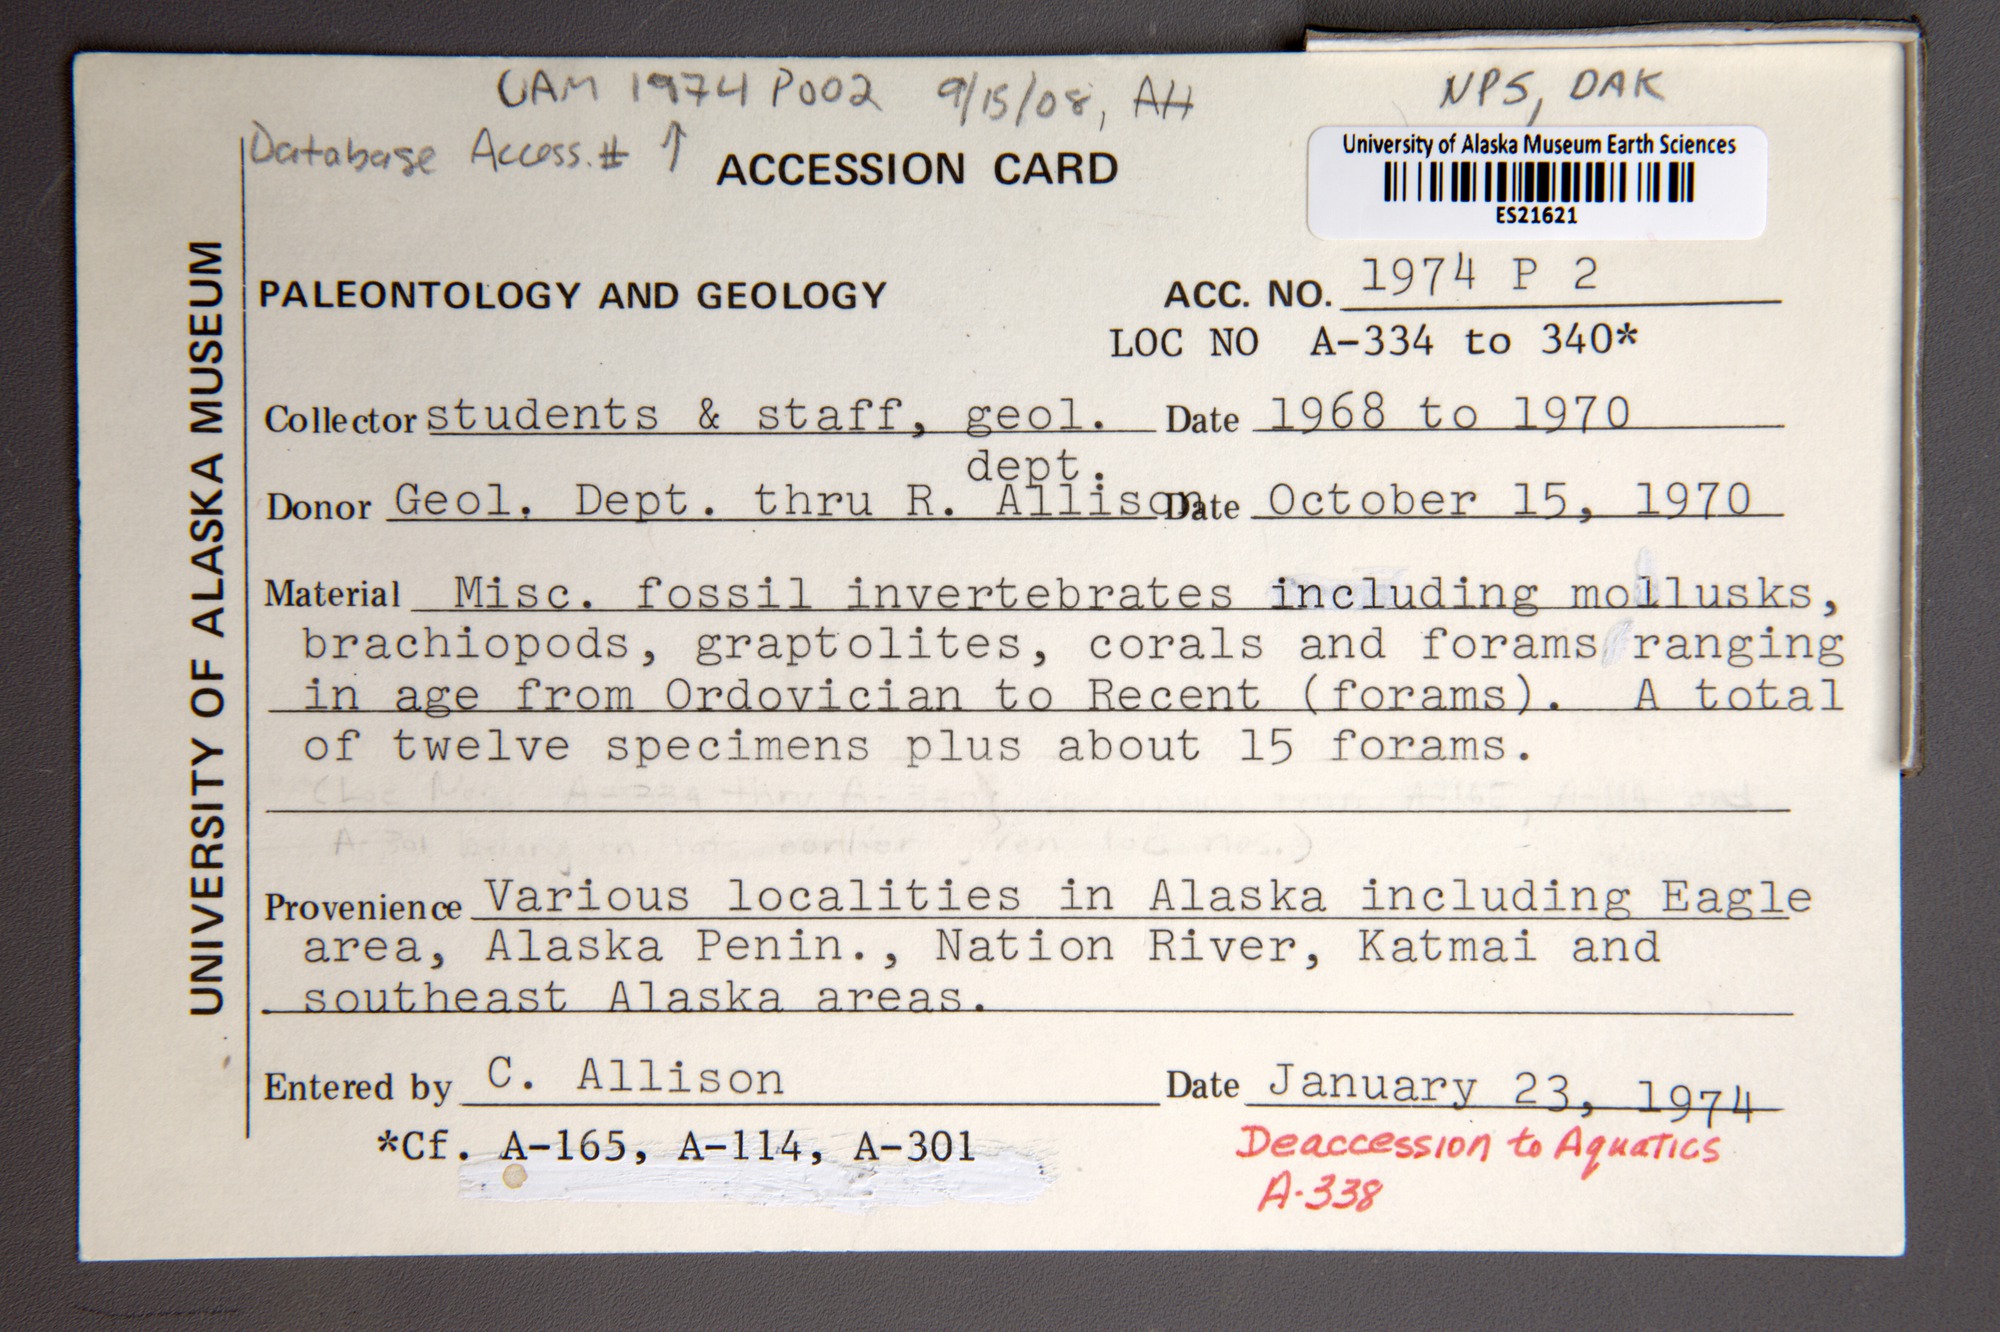 UAM 1974 P002 9/15/08, AH
NPS, DAK
Database Access. # ↑
ACCESSION CARD
University of Alaska Museum Earth Sciences
ES21621
UNIVERSITY OF ALASKA MUSEUM
PALEONTOLOGY AND GEOLOGY
ACC. NO. 1974 P 2
LOC NO A-334 to 340*
Collector students & staff, geol. Date 1968 to 1970
dept.
Donor Geol. Dept. thru R. Allison Date October 15, 1970
Material Misc. fossil invertebrates including mollusks,
brachiopods, graptolites, corals and forams ranging
in age from Ordovician to Recent (forams). A total
of twelve specimens plus about 15 forams.
Provenience Various localities in Alaska including Eagle
area, Alaska Penin., Nation River, Katmai and
southeast Alaska areas.
Entered by C. Allison Date January 23, 1974
*Cf. A-165, A-114, A-301
Deaccession to Aquatics
A-338